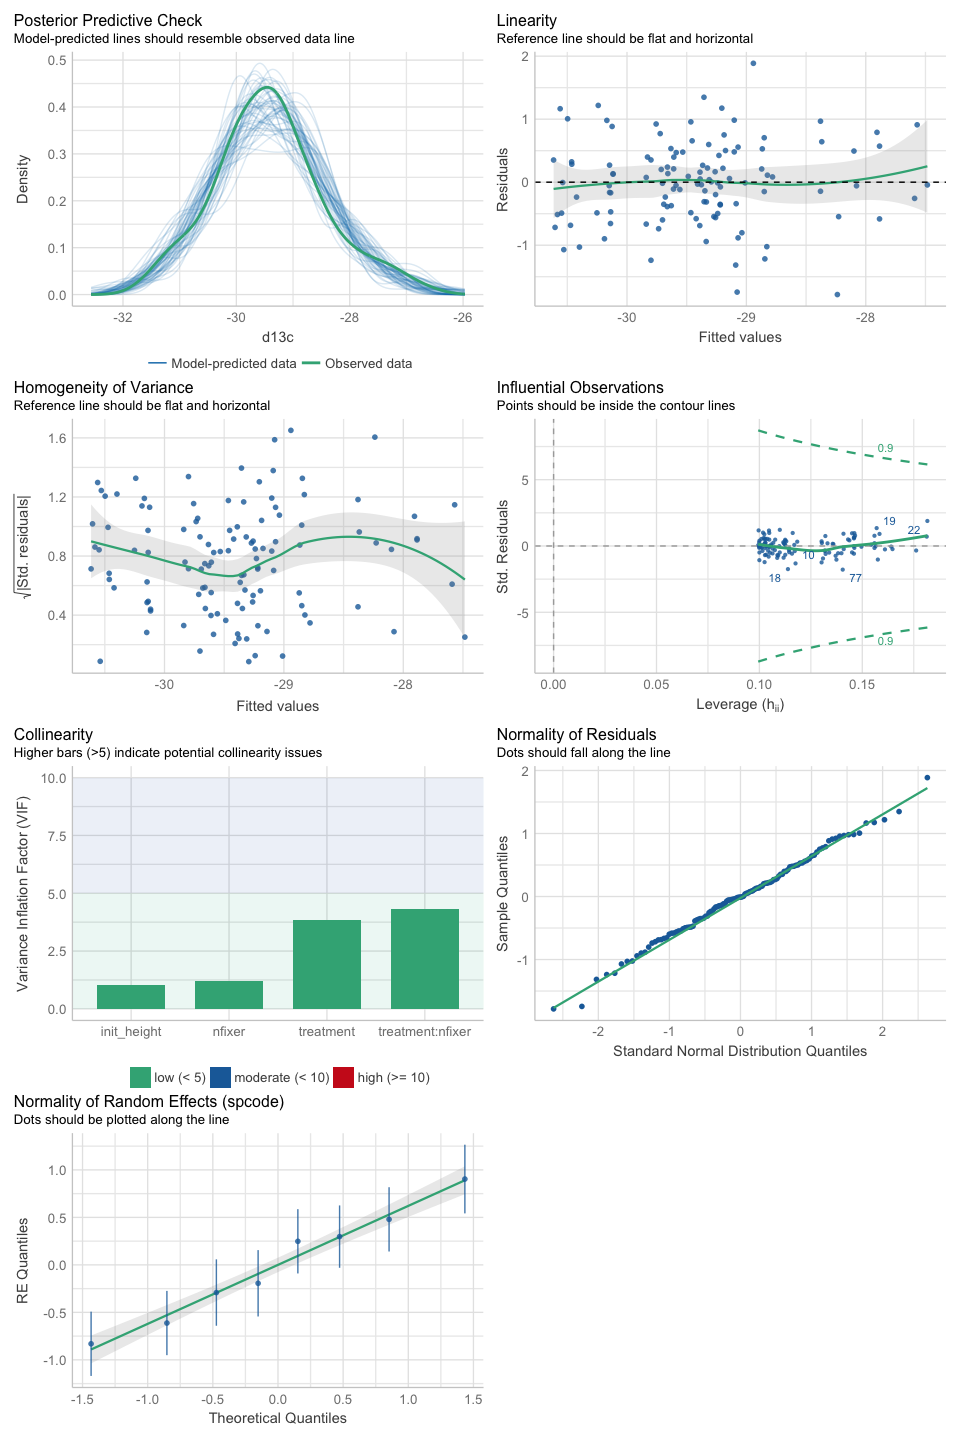 Posterior Predictive Check
Model-predicted lines should resemble observed data line
0.5
0.4
0.3
0.2
0.1
0.0
Density
-32
-30
-28
-26
d13c
Model-predicted data
Observed data
Linearity
Reference line should be flat and horizontal
2
1
0
-1
Residuals
-30
-29
-28
Fitted values
Homogeneity of Variance
Reference line should be flat and horizontal
1.6
1.2
0.8
0.4
√|Std. residuals|
-30
-29
-28
Fitted values
Influential Observations
Points should be inside the contour lines
5
0
-5
Std. Residuals
0.9
19
22
10
18
77
0.9
0.00
0.05
0.10
0.15
Leverage (hii)
Collinearity
Higher bars (>5) indicate potential collinearity issues
10.0
7.5
5.0
2.5
0.0
Variance Inflation Factor (VIF)
init_height
nfixer
treatment
treatment:nfixer
low (< 5)
moderate (< 10)
high (>= 10)
Normality of Residuals
Dots should fall along the line
2
1
0
-1
Sample Quantiles
-2
-1
0
1
2
Standard Normal Distribution Quantiles
Normality of Random Effects (spcode)
Dots should be plotted along the line
1.0
0.5
0.0
-0.5
-1.0
RE Quantiles
-1.5
-1.0
-0.5
0.0
0.5
1.0
1.5
Theoretical Quantiles